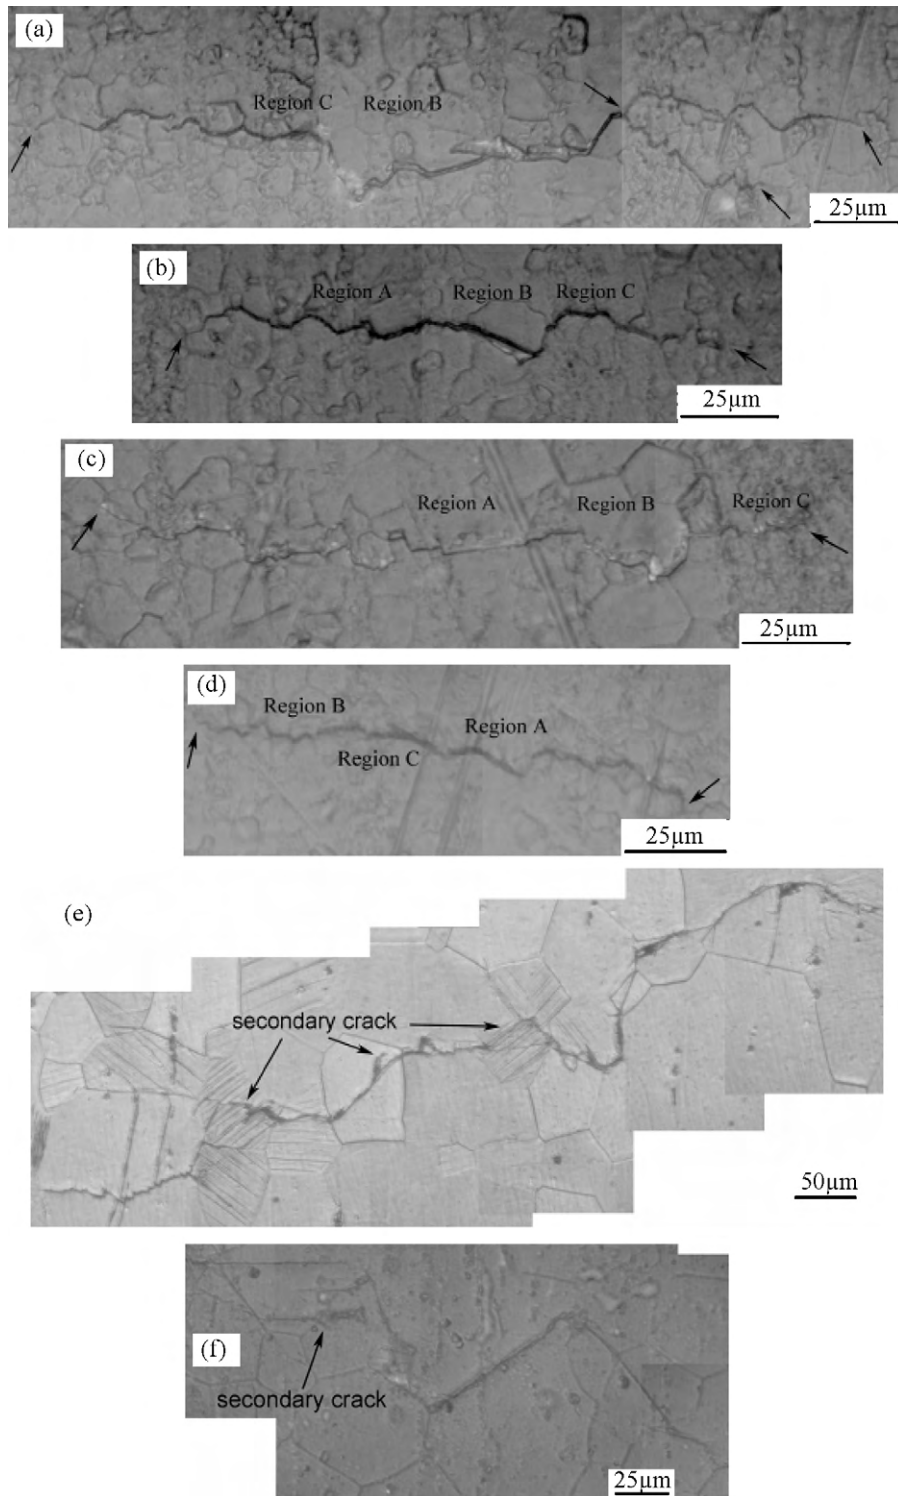 (a)
Region C
Region B
25μm
(b)
Region A
Region B
Region C
25μm
(c)
Region A
Region B
Region C
25μm
(d)
Region B
Region A
Region C
25μm
(e)
secondary crack
50μm
(f)
secondary crack
25μm